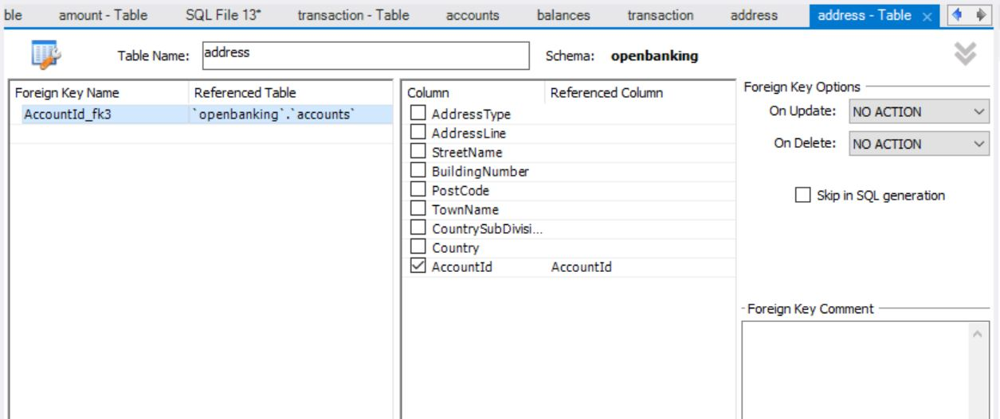 ble amount - Table SQL File 13* transaction - Table accounts balances transaction address address - Table ×
Table Name: address Schema: openbanking
Foreign Key Name Referenced Table
AccountId_fk3 `openbanking`.`accounts`
Column Referenced Column
AddressType
AddressLine
StreetName
BuildingNumber
PostCode
TownName
CountrySubDivisi...
Country
AccountId AccountId
Foreign Key Options
On Update: NO ACTION
On Delete: NO ACTION
Skip in SQL generation
Foreign Key Comment